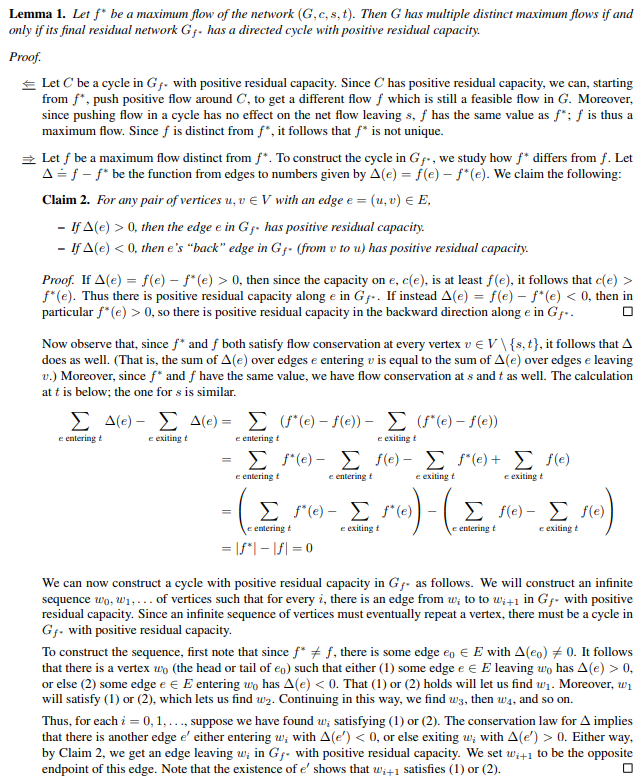 Lemma 1. Let f* be a maximum flow of the network (G, c, s, t). Then G has multiple distinct maximum flows if and
only if its final residual network G_{f*} has a directed cycle with positive residual capacity.
Proof.
⇐ Let C be a cycle in G_{f*} with positive residual capacity. Since C has positive residual capacity, we can, starting
from f*, push positive flow around C, to get a different flow f which is still a feasible flow in G. Moreover,
since pushing flow in a cycle has no effect on the net flow leaving s, f has the same value as f*; f is thus a
maximum flow. Since f is distinct from f*, it follows that f* is not unique.
⇒ Let f be a maximum flow distinct from f*. To construct the cycle in G_{f*}, we study how f* differs from f. Let
Δ ≐ f − f* be the function from edges to numbers given by Δ(e) = f(e) − f*(e). We claim the following:
Claim 2. For any pair of vertices u, v ∈ V with an edge e = (u, v) ∈ E,
– If Δ(e) > 0, then the edge e in G_{f*} has positive residual capacity.
– If Δ(e) < 0, then e's “back” edge in G_{f*} (from v to u) has positive residual capacity.
Proof. If Δ(e) = f(e) − f*(e) > 0, then since the capacity on e, c(e), is at least f(e), it follows that c(e) >
f*(e). Thus there is positive residual capacity along e in G_{f*}. If instead Δ(e) = f(e) − f*(e) < 0, then in
particular f*(e) > 0, so there is positive residual capacity in the backward direction along e in G_{f*}. □
Now observe that, since f* and f both satisfy flow conservation at every vertex v ∈ V \ {s, t}, it follows that Δ
does as well. (That is, the sum of Δ(e) over edges e entering v is equal to the sum of Δ(e) over edges e leaving
v.) Moreover, since f* and f have the same value, we have flow conservation at s and t as well. The calculation
at t is below; the one for s is similar.
∑_{e entering t} Δ(e) − ∑_{e exiting t} Δ(e) = ∑_{e entering t} (f*(e) − f(e)) − ∑_{e exiting t} (f*(e) − f(e))
= ∑_{e entering t} f*(e) − ∑_{e entering t} f(e) − ∑_{e exiting t} f*(e) + ∑_{e exiting t} f(e)
= (∑_{e entering t} f*(e) − ∑_{e exiting t} f*(e)) − (∑_{e entering t} f(e) − ∑_{e exiting t} f(e))
= |f*| − |f| = 0
We can now construct a cycle with positive residual capacity in G_{f*} as follows. We will construct an infinite
sequence w₀, w₁, . . . of vertices such that for every i, there is an edge from w_i to to w_{i+1} in G_{f*} with positive
residual capacity. Since an infinite sequence of vertices must eventually repeat a vertex, there must be a cycle in
G_{f*} with positive residual capacity.
To construct the sequence, first note that since f* ≠ f, there is some edge e₀ ∈ E with Δ(e₀) ≠ 0. It follows
that there is a vertex w₀ (the head or tail of e₀) such that either (1) some edge e ∈ E leaving w₀ has Δ(e) > 0,
or else (2) some edge e ∈ E entering w₀ has Δ(e) < 0. That (1) or (2) holds will let us find w₁. Moreover, w₁
will satisfy (1) or (2), which lets us find w₂. Continuing in this way, we find w₃, then w₄, and so on.
Thus, for each i = 0, 1, . . ., suppose we have found w_i satisfying (1) or (2). The conservation law for Δ implies
that there is another edge e′ either entering w_i with Δ(e′) < 0, or else exiting w_i with Δ(e′) > 0. Either way,
by Claim 2, we get an edge leaving w_i in G_{f*} with positive residual capacity. We set w_{i+1} to be the opposite
endpoint of this edge. Note that the existence of e′ shows that w_{i+1} satisfies (1) or (2). □